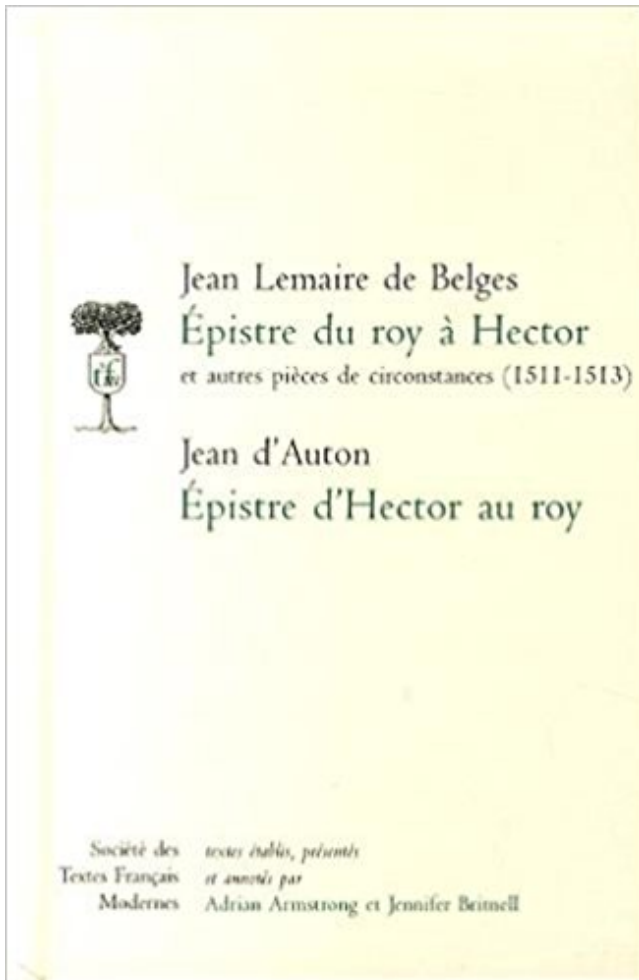 Jean Lemaire de Belges
Épistre du roy à Hector
et autres pièces de circonstances (1511-1513)
Jean d'Auton
Épistre d'Hector au roy
Société des
Textes Français
Modernes
textes établis, présentés
et annotés par
Adrian Armstrong et Jennifer Britnell